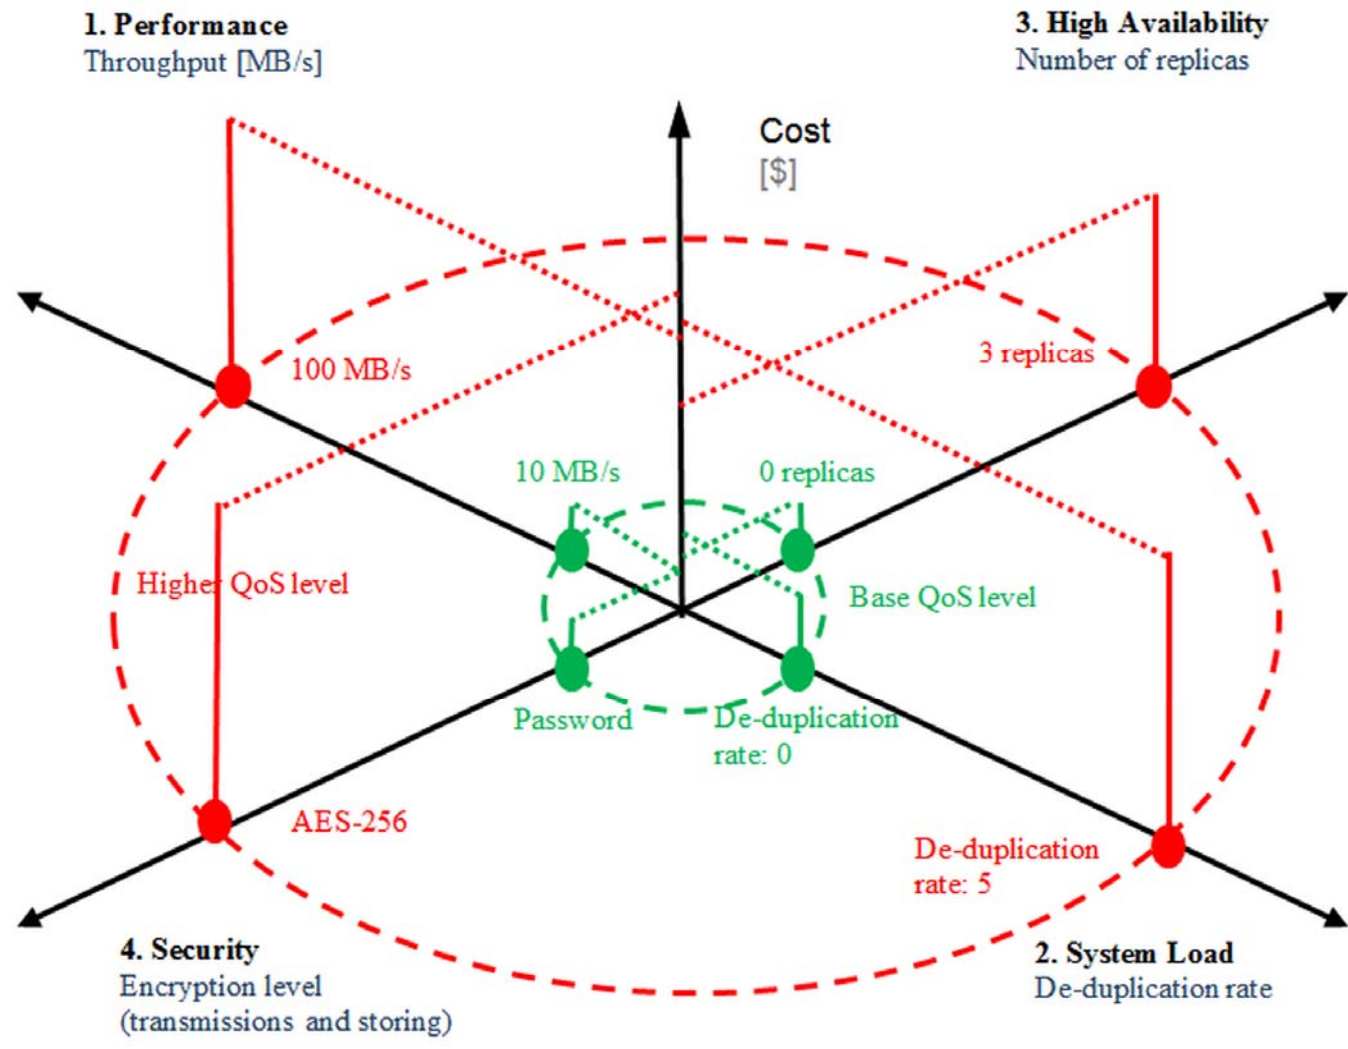 1. Performance
Throughput [MB/s]
3. High Availability
Number of replicas
Cost
[$]
100 MB/s
3 replicas
10 MB/s
0 replicas
Higher QoS level
Base QoS level
Password
De-duplication
rate: 0
AES-256
De-duplication
rate: 5
4. Security
Encryption level
(transmissions and storing)
2. System Load
De-duplication rate